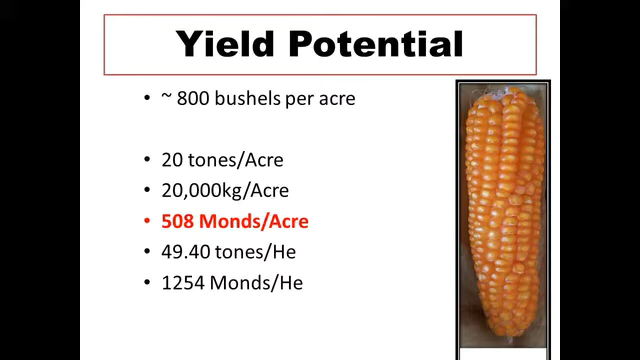 Yield Potential
• ~ 800 bushels per acre
• 20 tones/Acre
• 20,000kg/Acre
• 508 Monds/Acre
• 49.40 tones/He
• 1254 Monds/He